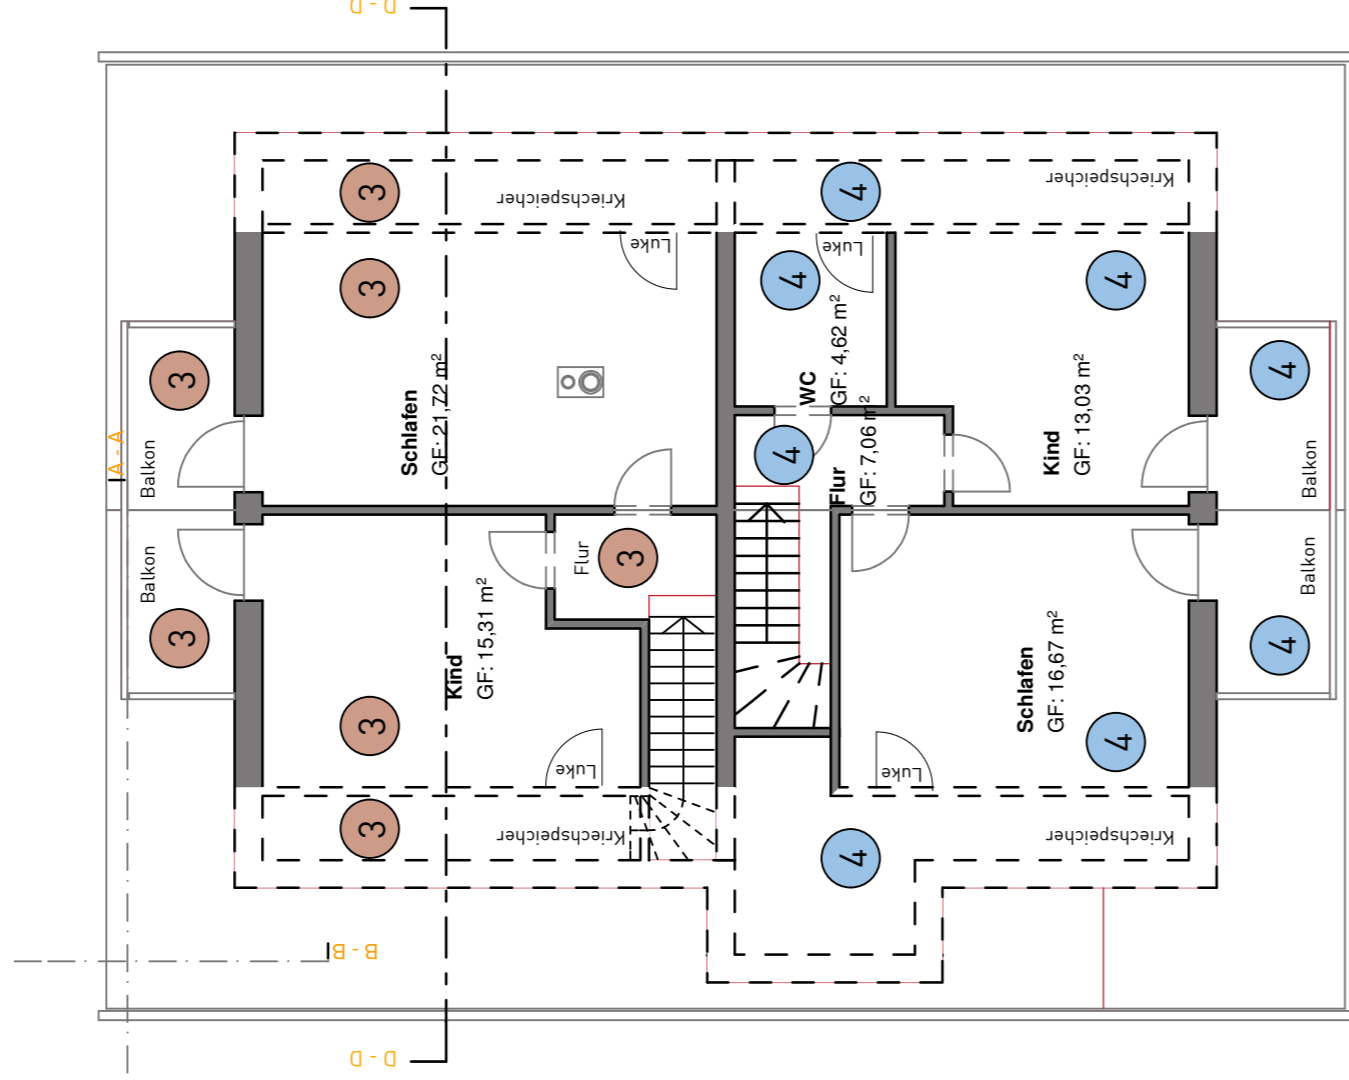 D - D
3
Kriechspeicher
4
Kriechspeicher
3
Luke
4
Luke
4
3
Balkon
A - A
Schlafen
GF: 21,72 m²
WC
GF: 4,62 m²
4
Flur
GF: 7,06 m²
Kind
GF: 13,03 m²
4
Balkon
Balkon
3
Kind
GF: 15,31 m²
Flur
3
3
Luke
Schlafen
GF: 16,67 m²
4
Luke
Balkon
4
3
Kriechspeicher
4
Kriechspeicher
B - B
D - D